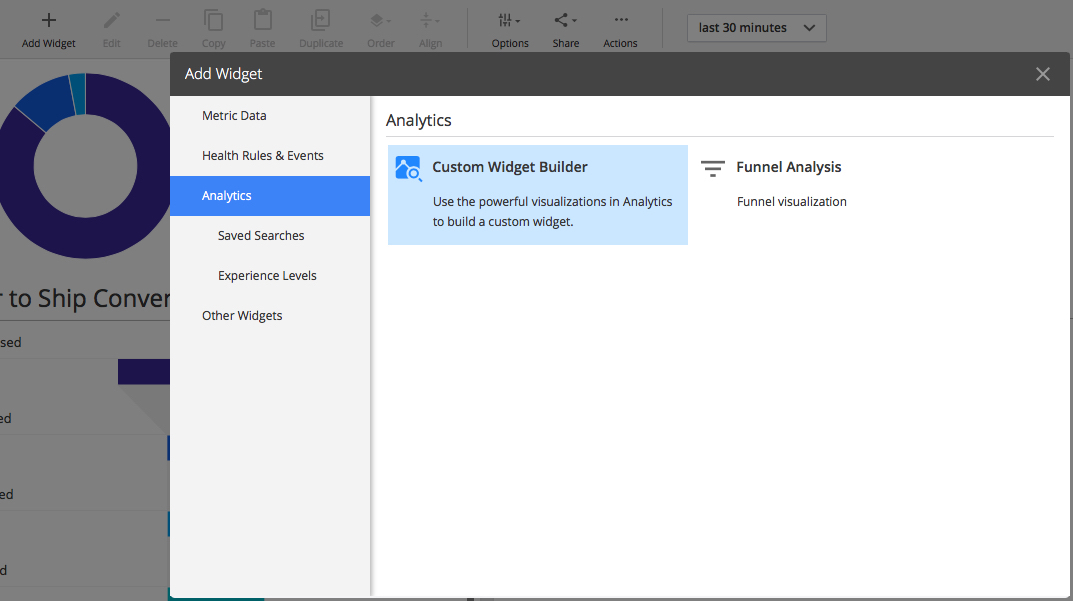 Add Widget
Edit
Delete
Copy
Paste
Duplicate
Order
Align
Options
Share
Actions
last 30 minutes
Add Widget
Metric Data
Health Rules & Events
Analytics
Saved Searches
Experience Levels
Other Widgets
Analytics
Custom Widget Builder
Use the powerful visualizations in Analytics
to build a custom widget.
Funnel Analysis
Funnel visualization
to Ship Conver
sed
ed
ed
d